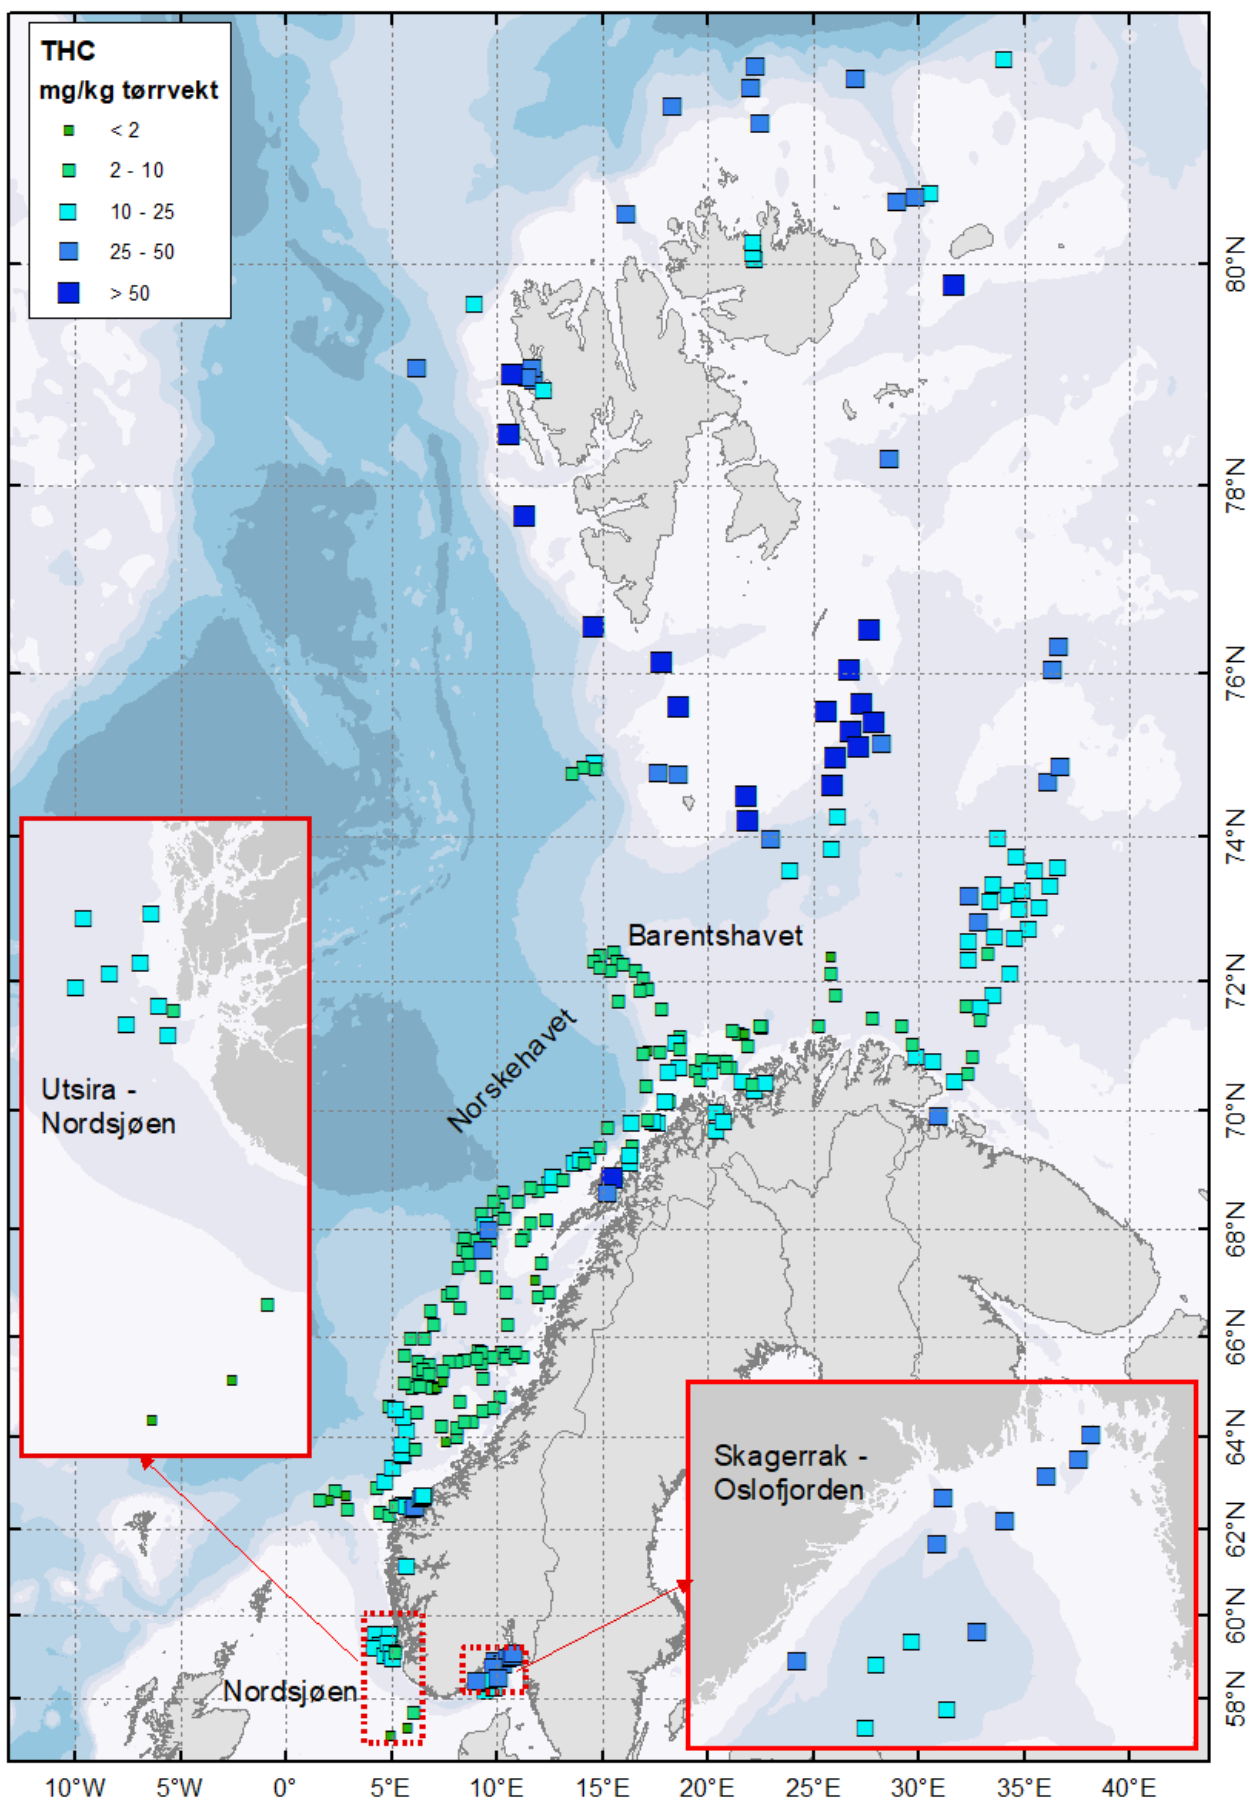 THC
mg/kg tørrvekt
< 2
2 - 10
10 - 25
25 - 50
> 50
80°N
78°N
76°N
74°N
Barentshavet
72°N
Norskehavet
Utsira -
Nordsjøen
70°N
68°N
66°N
64°N
Skagerrak -
Oslofjorden
62°N
60°N
Nordsjøen
58°N
10°W
5°W
0°
5°E
10°E
15°E
20°E
25°E
30°E
35°E
40°E